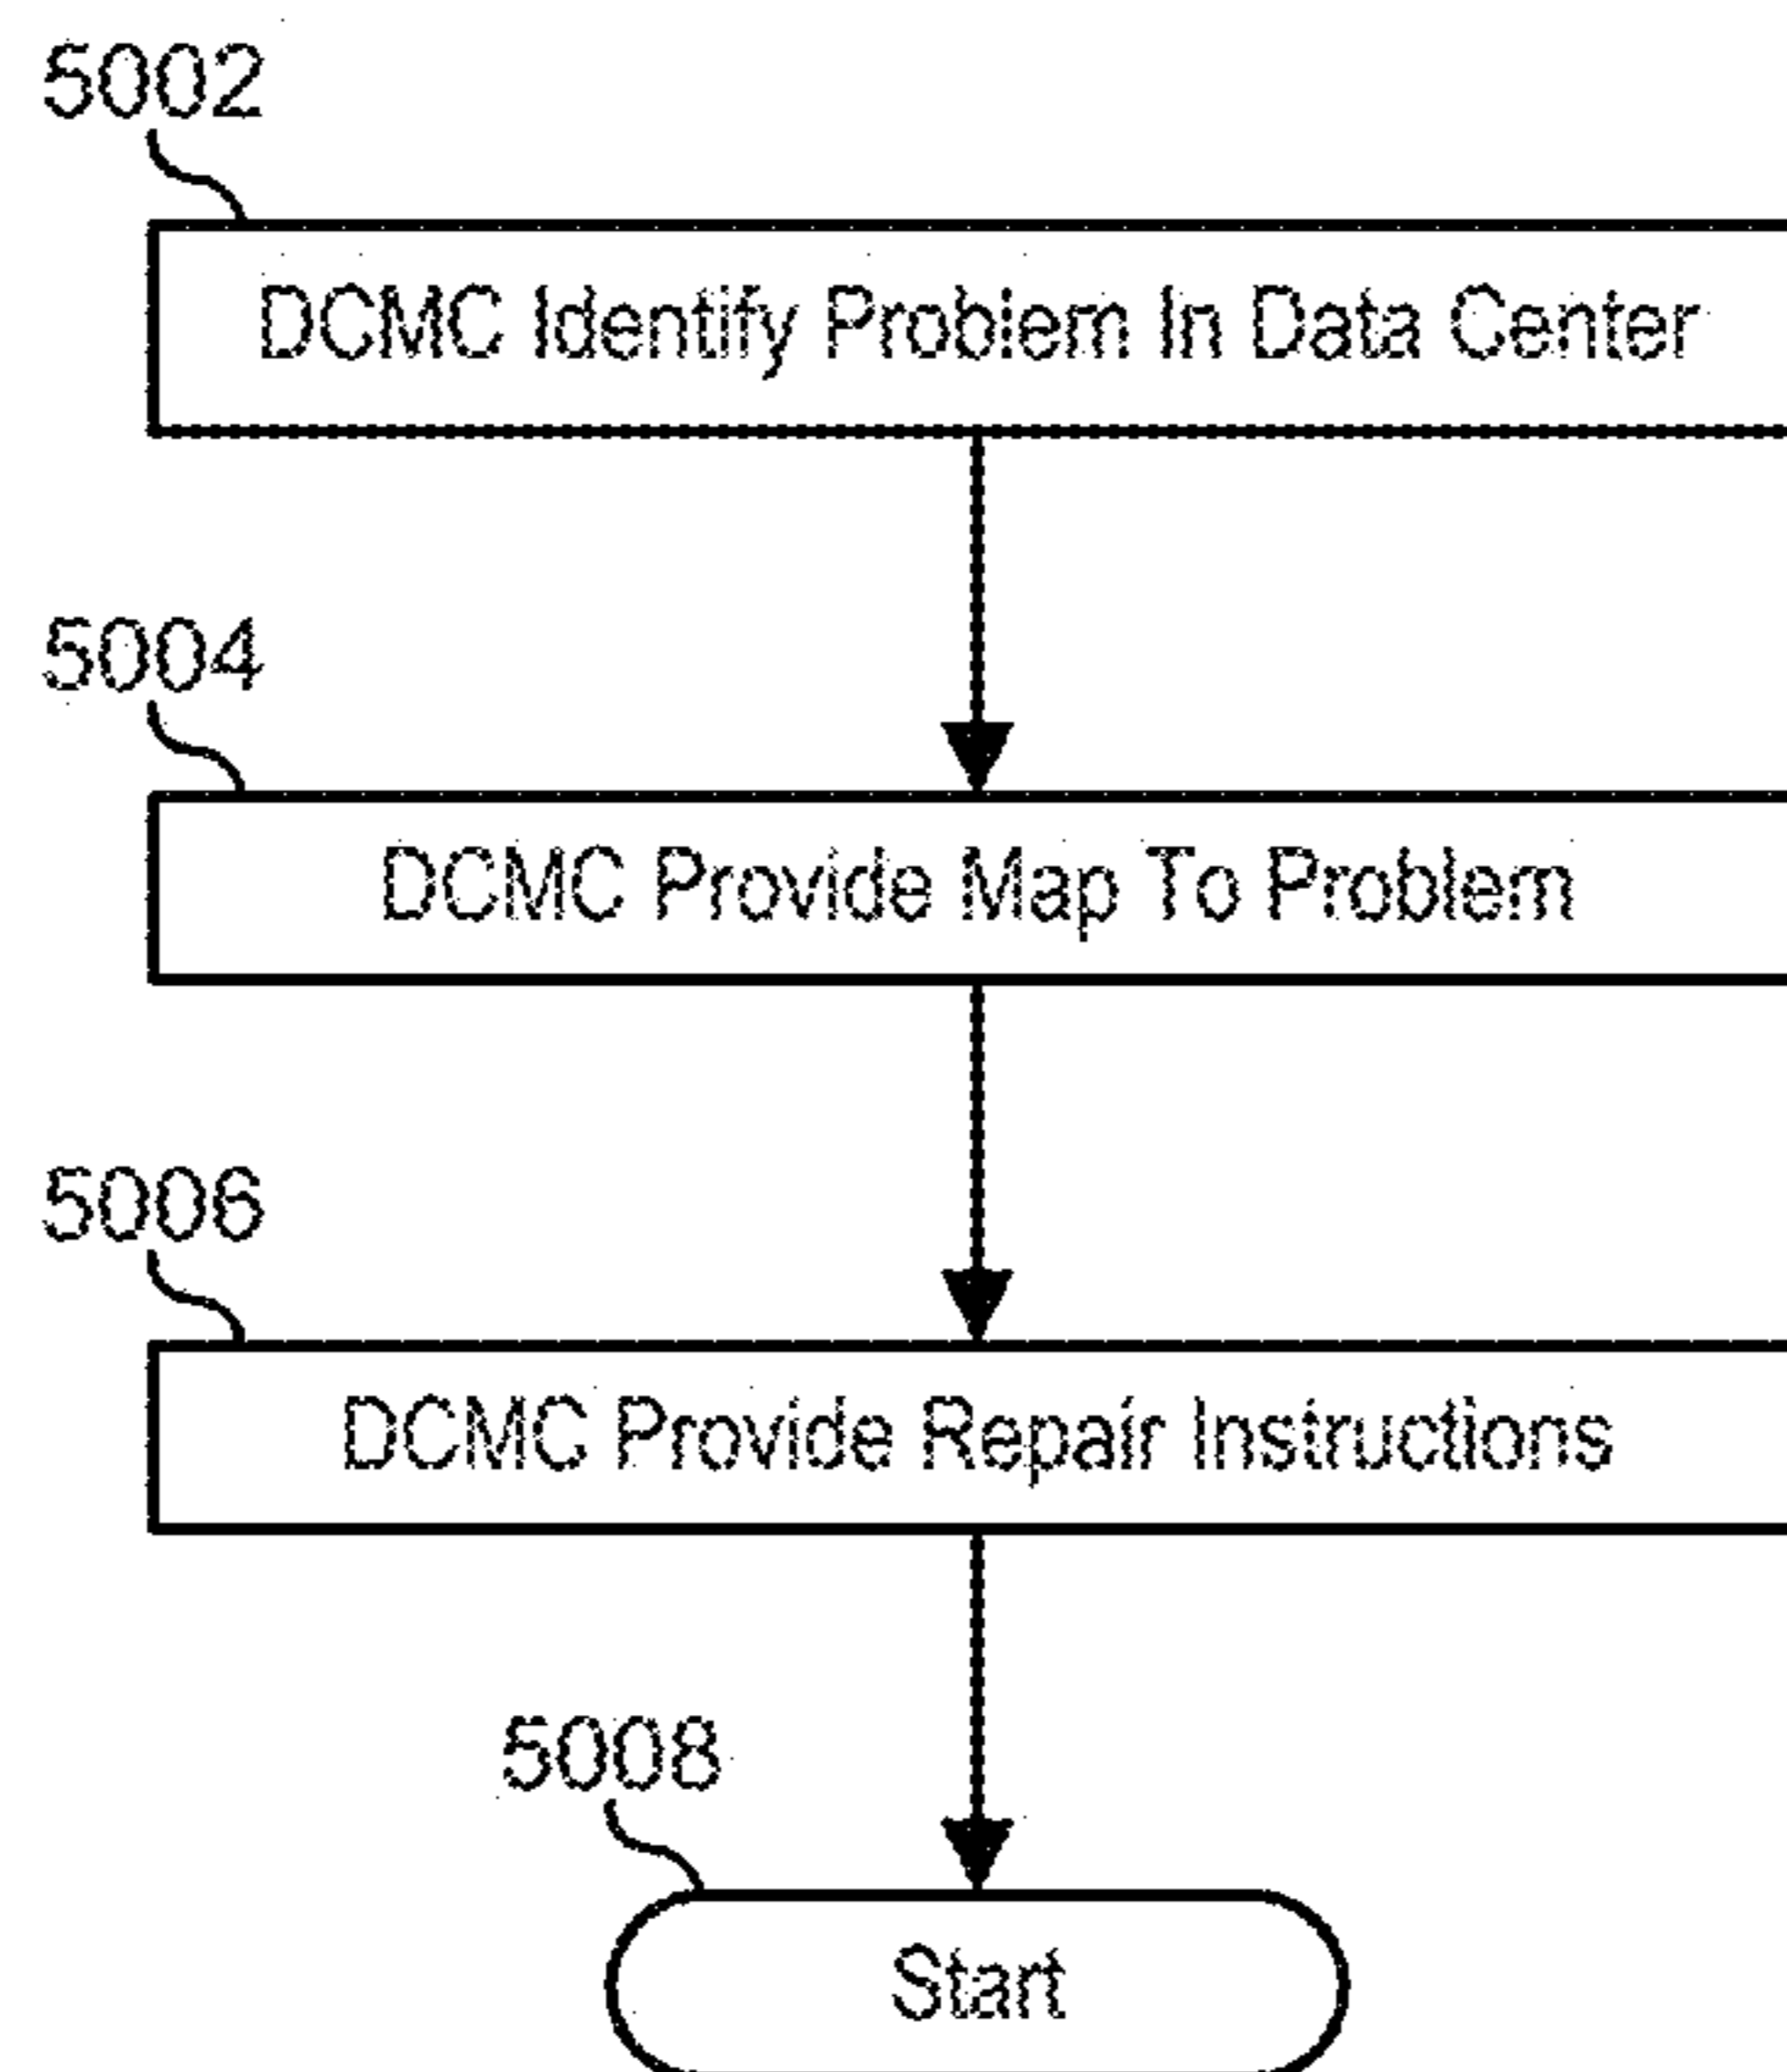 5002
DCMC Identify Problem In Data Center
5004
DCMC Provide Map To Problem
5006
DCMC Provide Repair Instructions
5008
Start